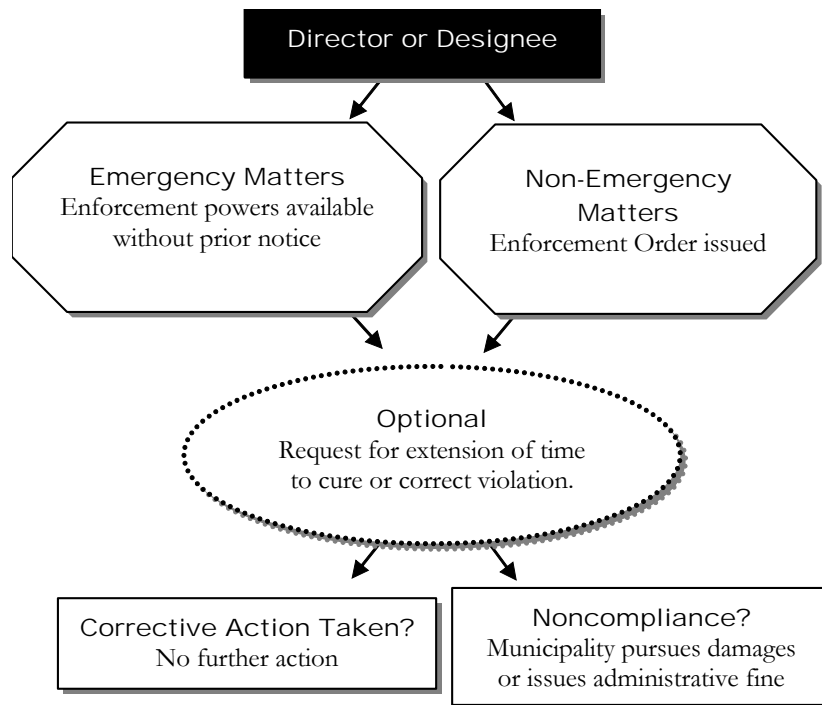 Director or Designee
Emergency Matters
Enforcement powers available
without prior notice
Non-Emergency
Matters
Enforcement Order issued
Optional
Request for extension of time
to cure or correct violation.
Corrective Action Taken?
No further action
Noncompliance?
Municipality pursues damages
or issues administrative fine